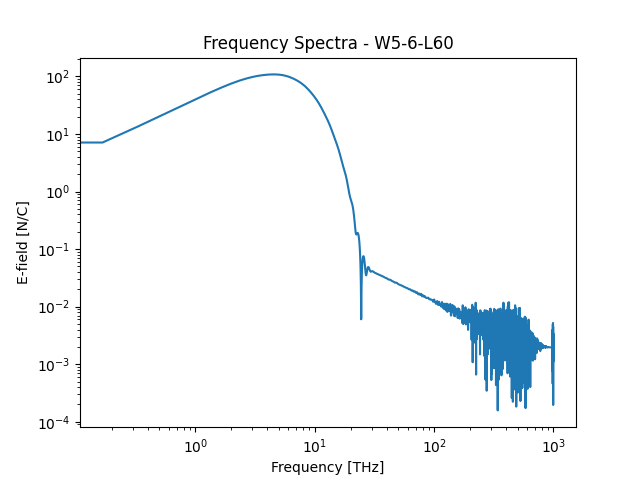 Frequency Spectra - W5-6-L60
E-field [N/C]
10²
10¹
10⁰
10⁻¹
10⁻²
10⁻³
10⁻⁴
10⁰ 10¹ 10² 10³
Frequency [THz]